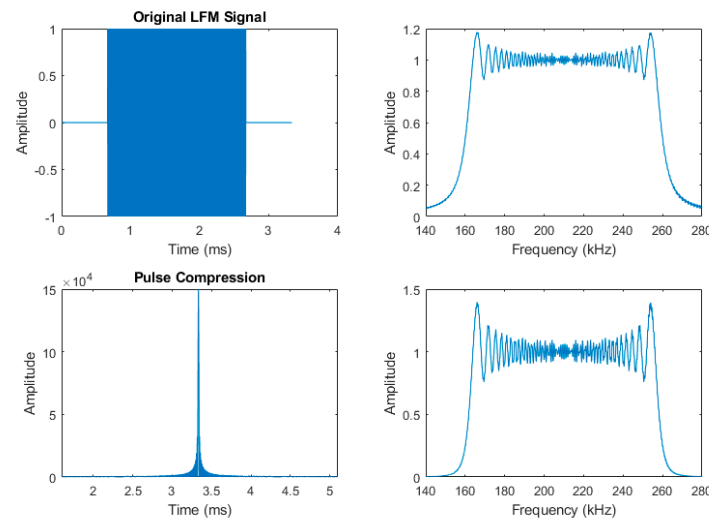 Original LFM Signal
1
0.5
0
-0.5
-1
Amplitude
0 1 2 3 4
Time (ms)
1.2
1
0.8
0.6
0.4
0.2
0
Amplitude
140 160 180 200 220 240 260 280
Frequency (kHz)
Pulse Compression
×10⁴
15
10
5
0
Amplitude
2 2.5 3 3.5 4 4.5 5
Time (ms)
1.5
1
0.5
0
Amplitude
140 160 180 200 220 240 260 280
Frequency (kHz)